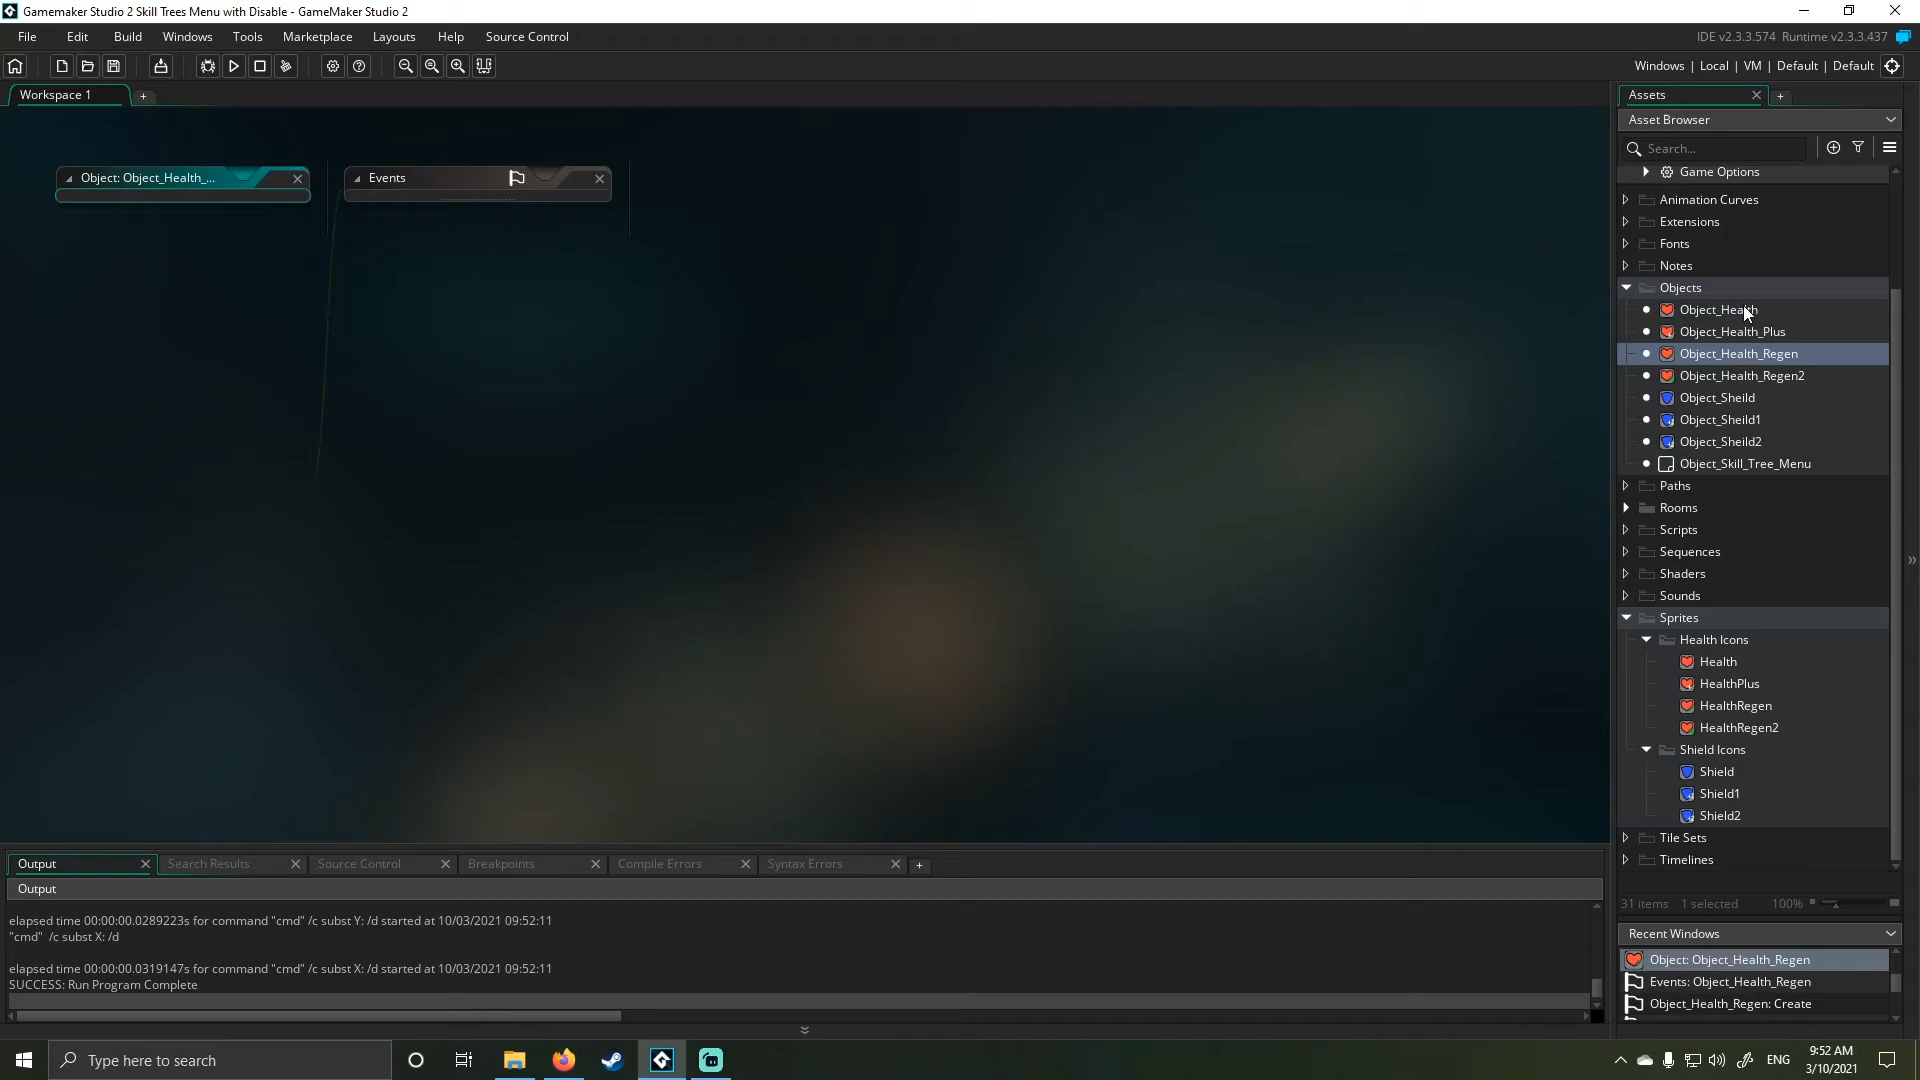 Gamemaker Studio 2 Skill Trees Menu with Disable - GameMaker Studio 2
File Edit Build Windows Tools Marketplace Layouts Help Source Control
IDE v2.3.3.574 Runtime v2.3.3.437
Windows | Local | VM | Default | Default
Workspace 1
Object: Object_Health_...
Events
Assets
Asset Browser
Search...
Game Options
Animation Curves
Extensions
Fonts
Notes
Objects
Object_Health
Object_Health_Plus
Object_Health_Regen
Object_Health_Regen2
Object_Sheild
Object_Sheild1
Object_Sheild2
Object_Skill_Tree_Menu
Paths
Rooms
Scripts
Sequences
Shaders
Sounds
Sprites
Health Icons
Health
HealthPlus
HealthRegen
HealthRegen2
Shield Icons
Shield
Shield1
Shield2
Tile Sets
Timelines
31 items 1 selected 100%
Recent Windows
Object: Object_Health_Regen
Events: Object_Health_Regen
Object_Health_Regen: Create
Output Search Results Source Control Breakpoints Compile Errors Syntax Errors
Output
elapsed time 00:00:00.0289223s for command "cmd" /c subst Y: /d started at 10/03/2021 09:52:11
"cmd" /c subst X: /d
elapsed time 00:00:00.0319147s for command "cmd" /c subst X: /d started at 10/03/2021 09:52:11
SUCCESS: Run Program Complete
Type here to search
ENG
9:52 AM
3/10/2021